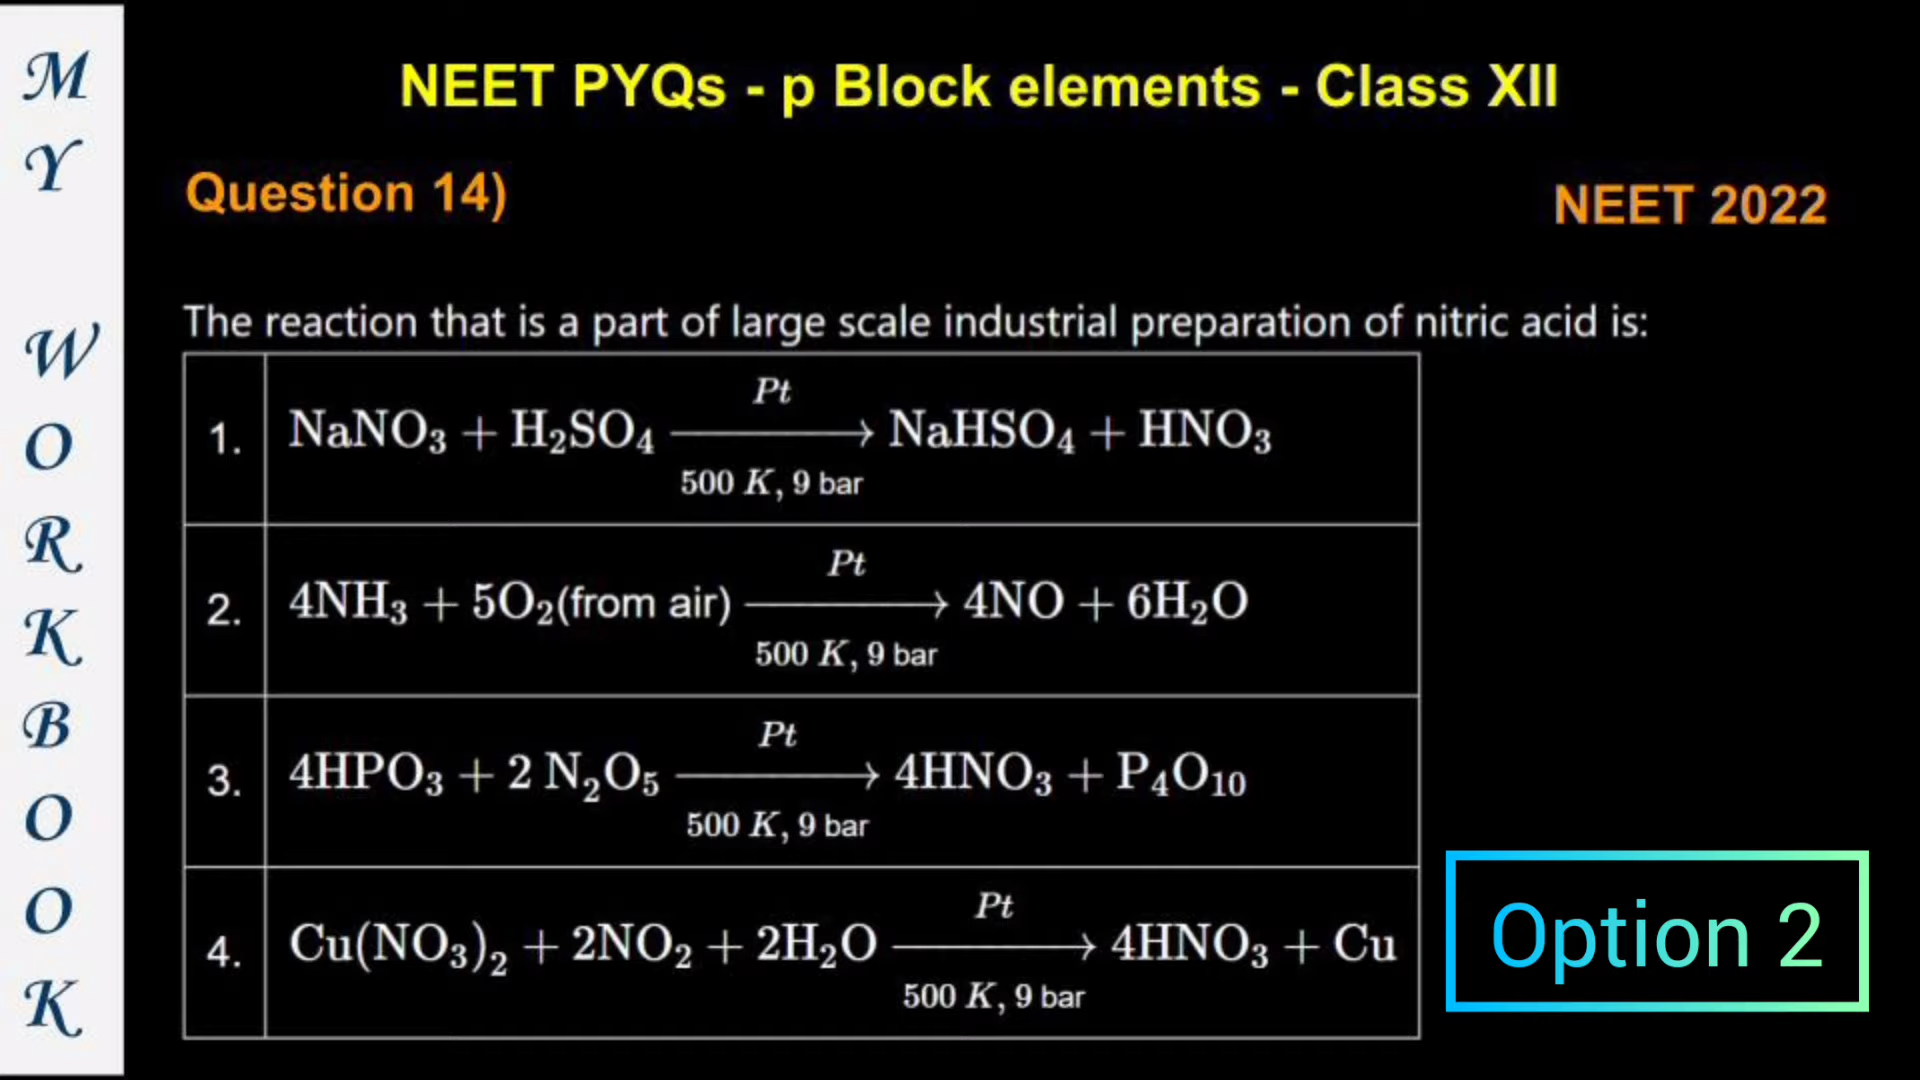 MY WORKBOOK
NEET PYQs - p Block elements - Class XII
Question 14)
NEET 2022
The reaction that is a part of large scale industrial preparation of nitric acid is:
1. NaNO₃ + H₂SO₄ Pt → 500 K, 9 bar NaHSO₄ + HNO₃
2. 4NH₃ + 5O₂(from air) Pt → 500 K, 9 bar 4NO + 6H₂O
3. 4HPO₃ + 2 N₂O₅ Pt → 500 K, 9 bar 4HNO₃ + P₄O₁₀
4. Cu(NO₃)₂ + 2NO₂ + 2H₂O Pt → 500 K, 9 bar 4HNO₃ + Cu
Option 2